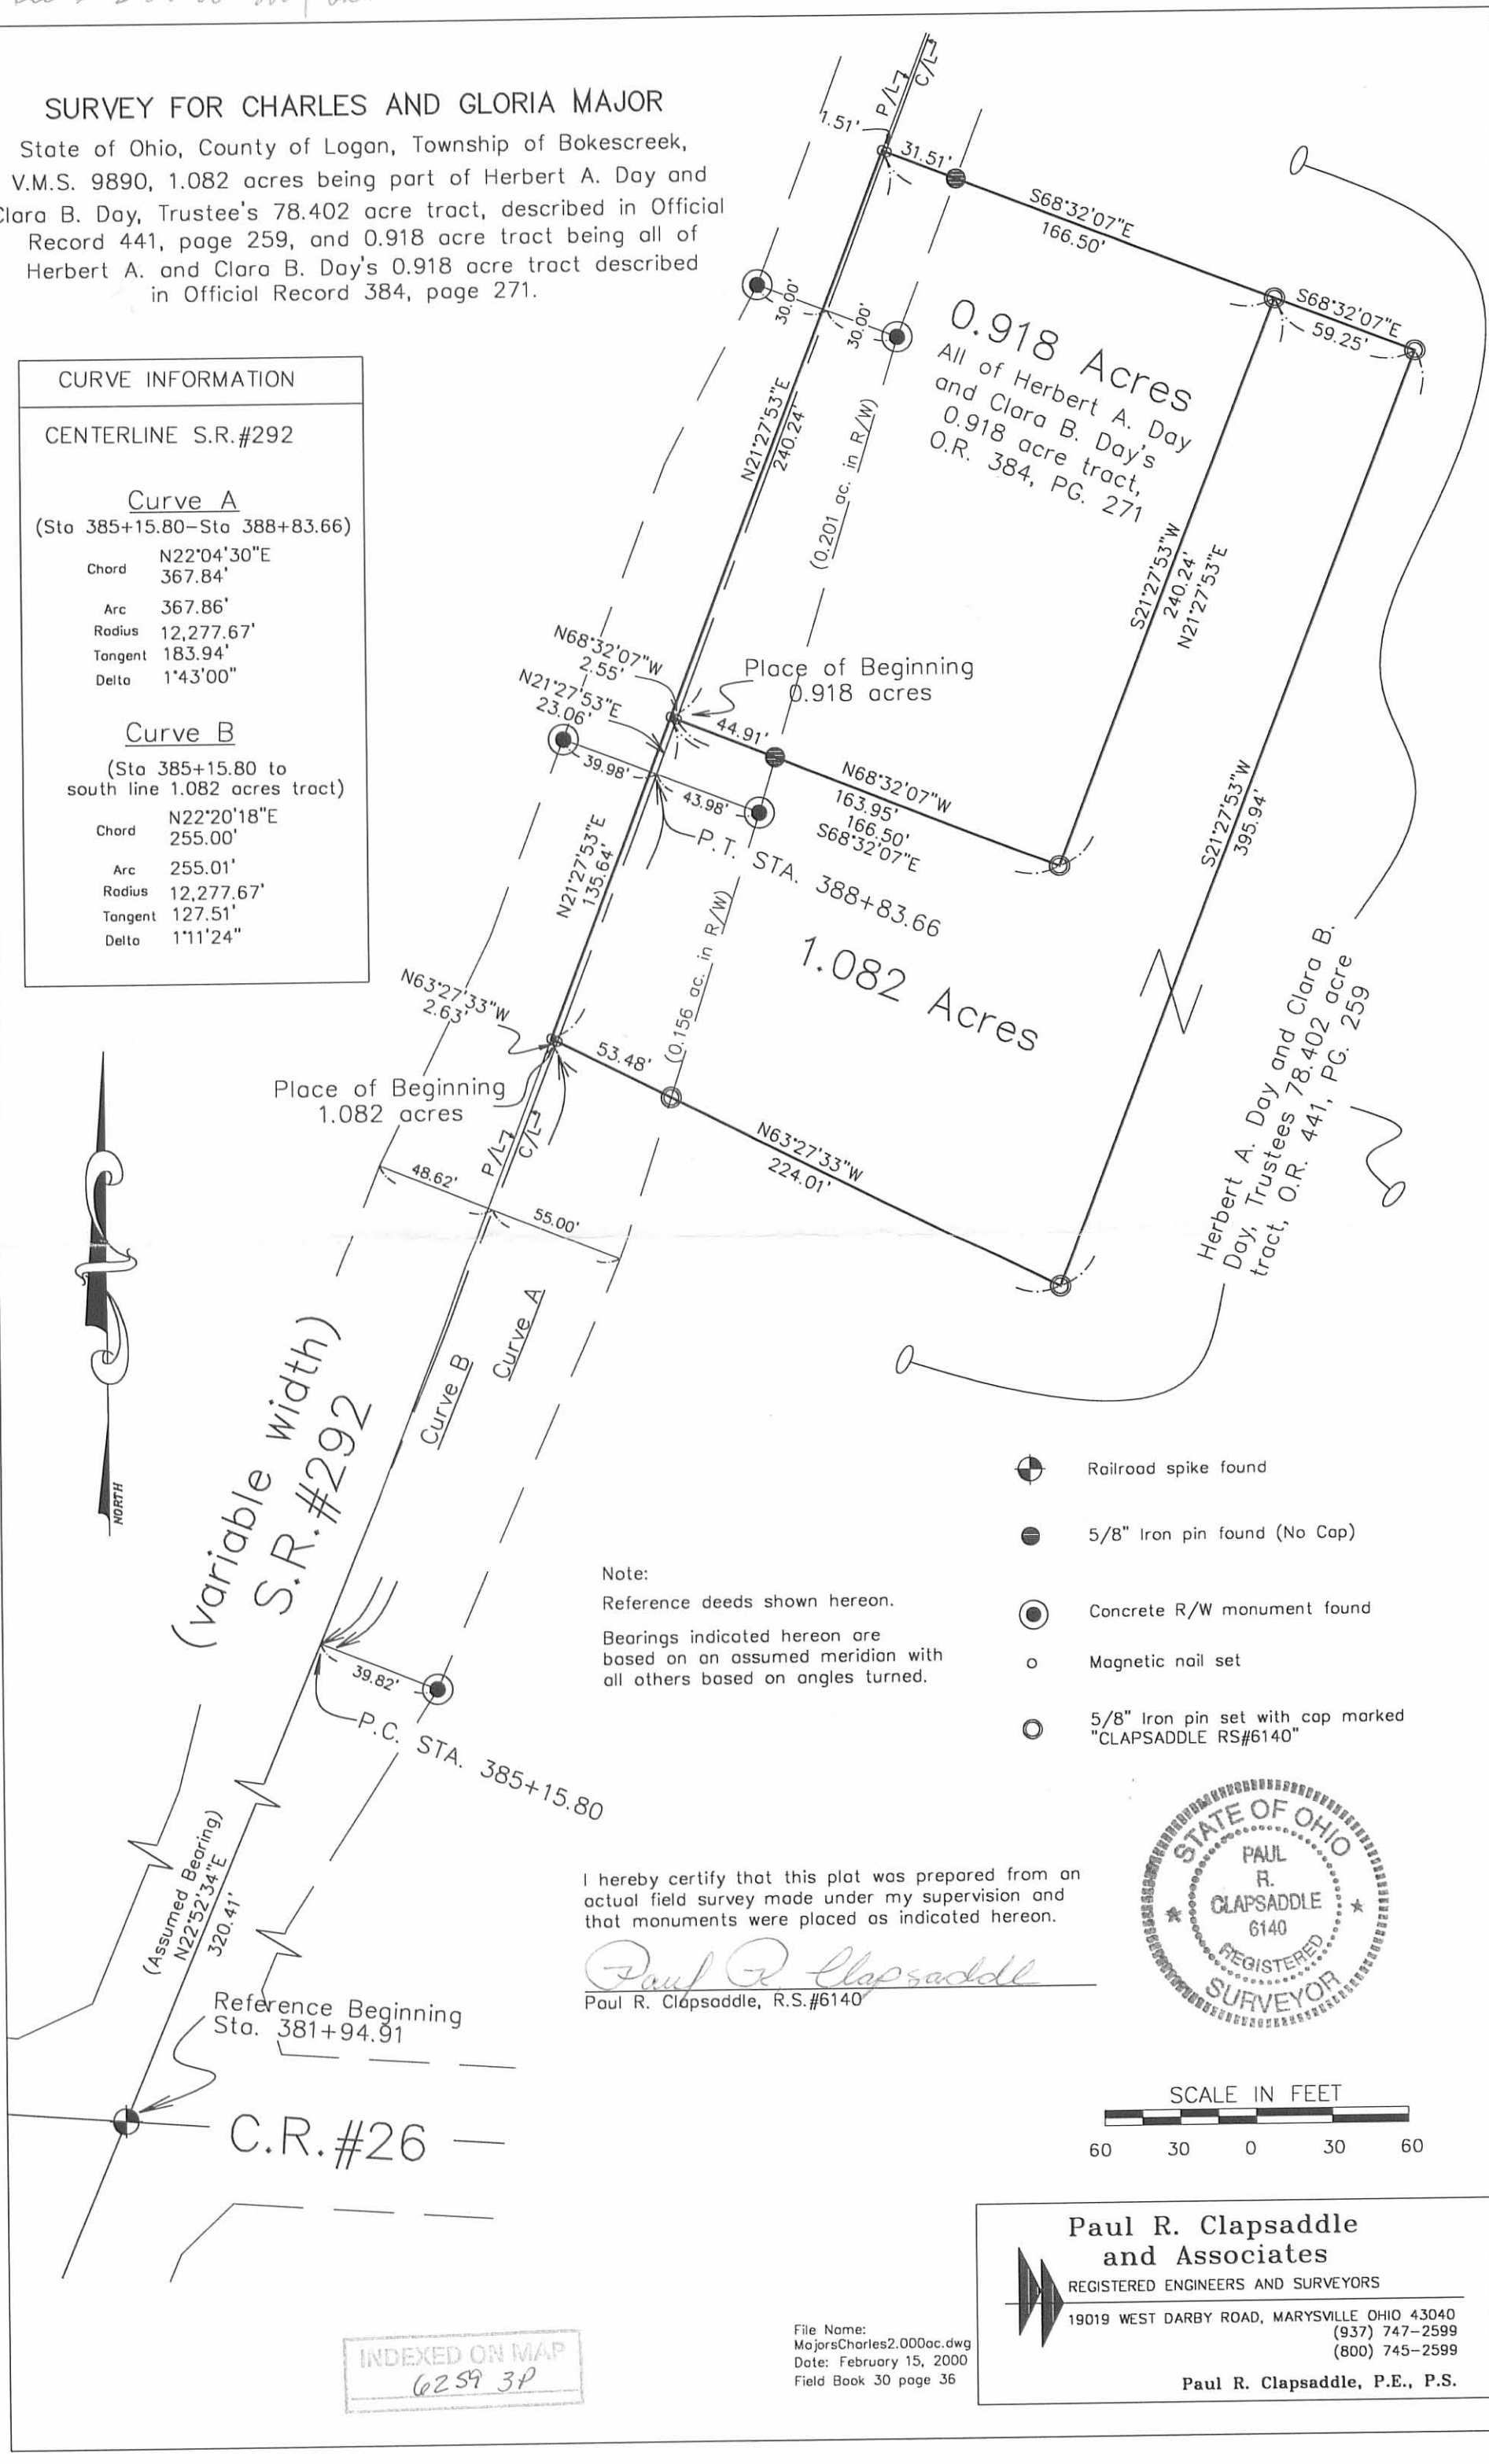 SURVEY FOR CHARLES AND GLORIA MAJOR
State of Ohio, County of Logan, Township of Bokescreek,
V.M.S. 9890, 1.082 acres being part of Herbert A. Day and
Clara B. Day, Trustee's 78.402 acre tract, described in Official
Record 441, page 259, and 0.918 acre tract being all of
Herbert A. and Clara B. Day's 0.918 acre tract described
in Official Record 384, page 271.
CURVE INFORMATION
CENTERLINE S.R.#292
Curve A
(Sta 385+15.80-Sta 388+83.66)
Chord N22°04'30"E
367.84'
Arc 367.86'
Radius 12,277.67'
Tangent 183.94'
Delta 1°43'00"
Curve B
(Sta 385+15.80 to
south line 1.082 acres tract)
Chord N22°20'18"E
255.00'
Arc 255.01'
Radius 12,277.67'
Tangent 127.51'
Delta 1°11'24"
P/L
C/L
1.51'
31.51'
S68°32'07"E
166.50'
S68°32'07"E
59.25'
30.00'
30.00'
0.918 Acres
All of Herbert A. Day
and Clara B. Day's
0.918 acre tract,
O.R. 384, PG. 271
N21°27'53"E
240.24'
(0.201 ac. in R/W)
S21°27'53"W
240.24'
N21°27'53"E
N68°32'07"W
2.55'
Place of Beginning
0.918 acres
N21°27'53"E
23.06'
44.91'
39.98'
43.98'
N68°32'07"W
163.95'
166.50'
S68°32'07"E
P.T. STA. 388+83.66
S21°27'53"W
395.94'
N21°27'53"E
135.64'
(0.156 ac. in R/W)
1.082 Acres
N63°27'33"W
2.63'
53.48'
Place of Beginning
1.082 acres
N63°27'33"W
224.01'
P/L
C/L
Herbert A. Day and Clara B.
Day, Trustees 78.402 acre
tract, O.R. 441, PG. 259
48.62'
55.00'
Curve B
Curve A
NORTH
(variable width)
S.R.#292
39.82'
P.C. STA. 385+15.80
Railroad spike found
5/8" Iron pin found (No Cap)
Concrete R/W monument found
Magnetic nail set
5/8" Iron pin set with cap marked
"CLAPSADDLE RS#6140"
Note:
Reference deeds shown hereon.
Bearings indicated hereon are
based on an assumed meridian with
all others based on angles turned.
(Assumed Bearing)
N22°52'34"E
320.41'
Reference Beginning
Sta. 381+94.91
C.R.#26
I hereby certify that this plat was prepared from an
actual field survey made under my supervision and
that monuments were placed as indicated hereon.
Paul R. Clapsaddle
Paul R. Clapsaddle, R.S.#6140
STATE OF OHIO
PAUL
R.
CLAPSADDLE
6140
REGISTERED
SURVEYOR
SCALE IN FEET
60 30 0 30 60
Paul R. Clapsaddle
and Associates
REGISTERED ENGINEERS AND SURVEYORS
19019 WEST DARBY ROAD, MARYSVILLE OHIO 43040
(937) 747-2599
(800) 745-2599
Paul R. Clapsaddle, P.E., P.S.
File Name:
MajorsCharles2.000ac.dwg
Date: February 15, 2000
Field Book 30 page 36
INDEXED ON MAP
6259 3P